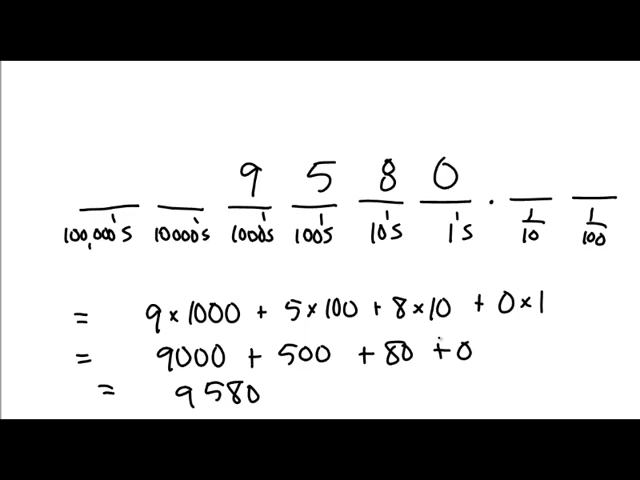 9 5 8 0 .
100,000's 10000's 1000's 100's 10's 1's 1/10 1/100
= 9 × 1000 + 5 × 100 + 8 × 10 + 0 × 1
= 9000 + 500 + 80 + 0
= 9580